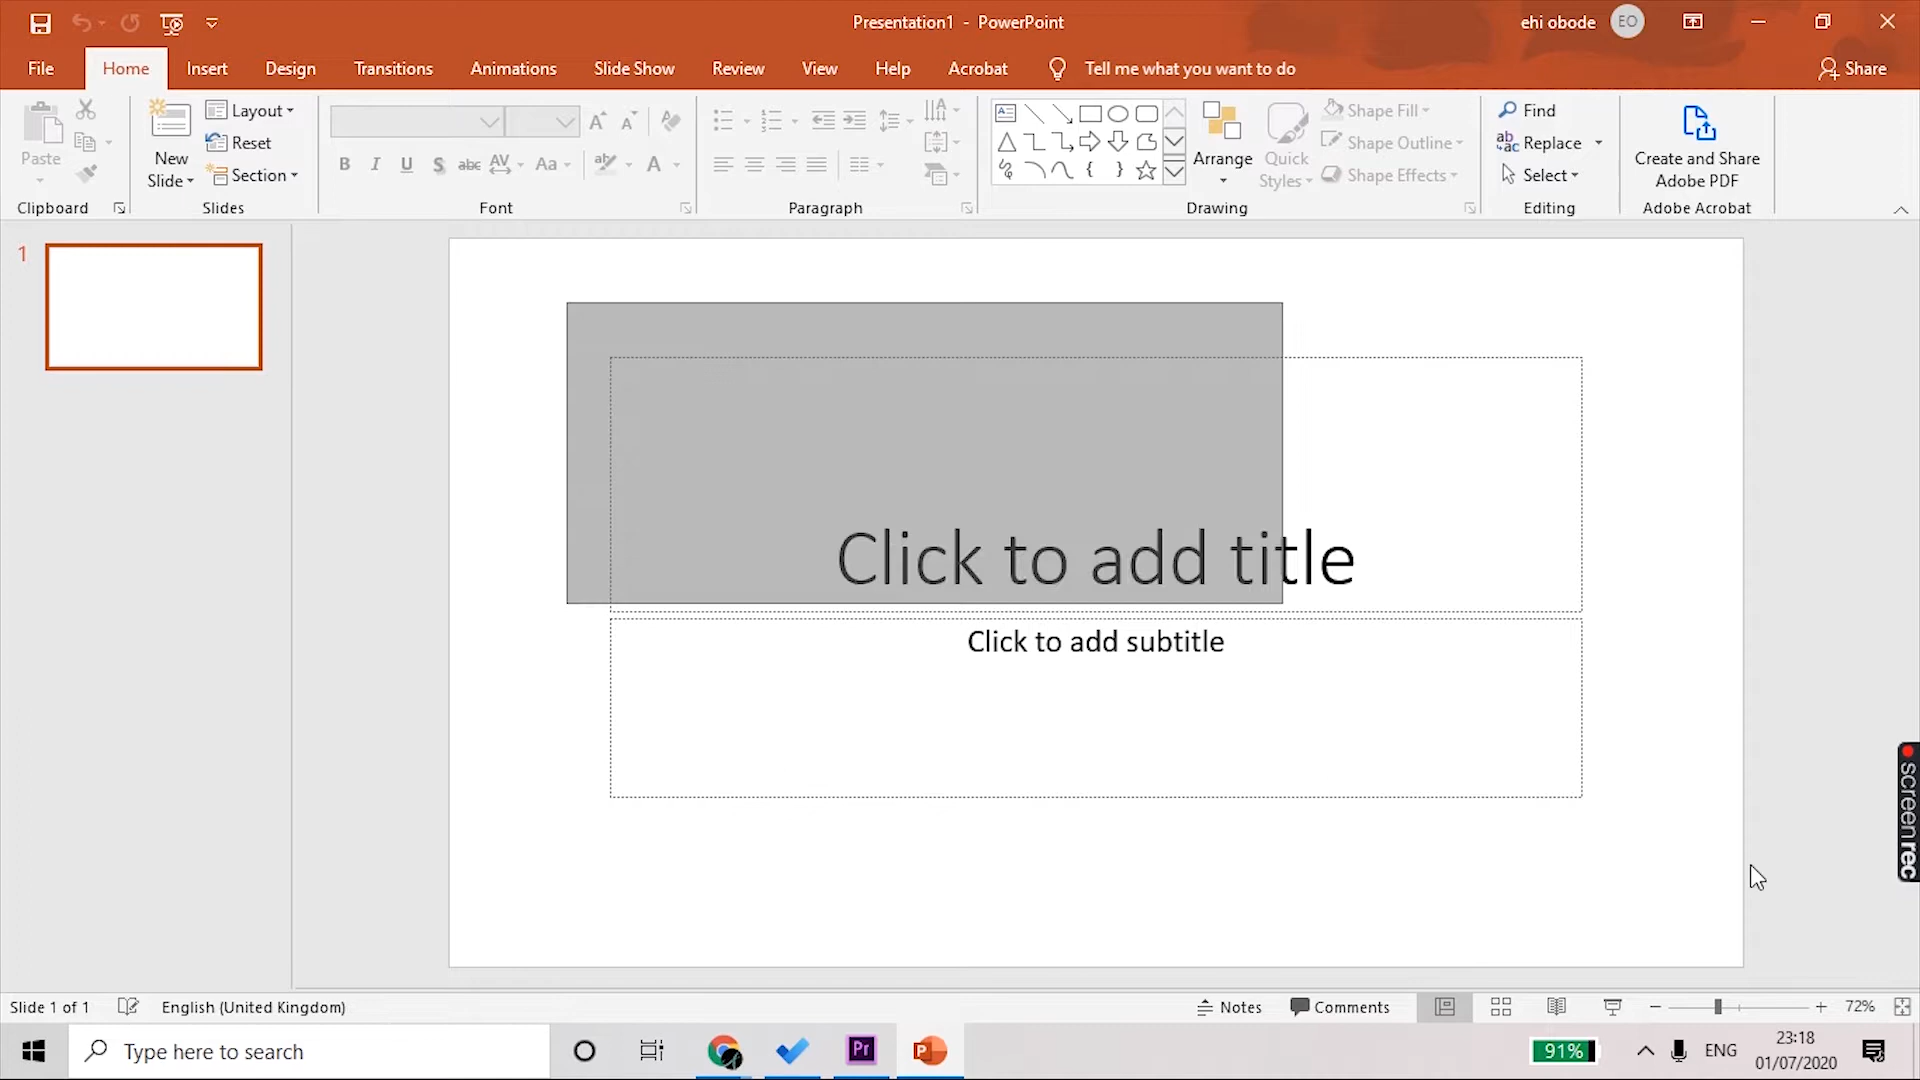 Presentation1 - PowerPoint
ehi obode
EO
File
Home
Insert
Design
Transitions
Animations
Slide Show
Review
View
Help
Acrobat
Tell me what you want to do
Share
Paste
Clipboard
New
Slide
Layout
Reset
Section
Slides
B
I
U
S
abc
AV
Aa
A
Font
Paragraph
Arrange
Quick
Styles
Shape Fill
Shape Outline
Shape Effects
Drawing
Find
Replace
Select
Editing
Create and Share
Adobe PDF
Adobe Acrobat
1
Click to add title
Click to add subtitle
screenrec
Slide 1 of 1
English (United Kingdom)
Notes
Comments
72%
Type here to search
Pr
P
91%
ENG
23:18
01/07/2020